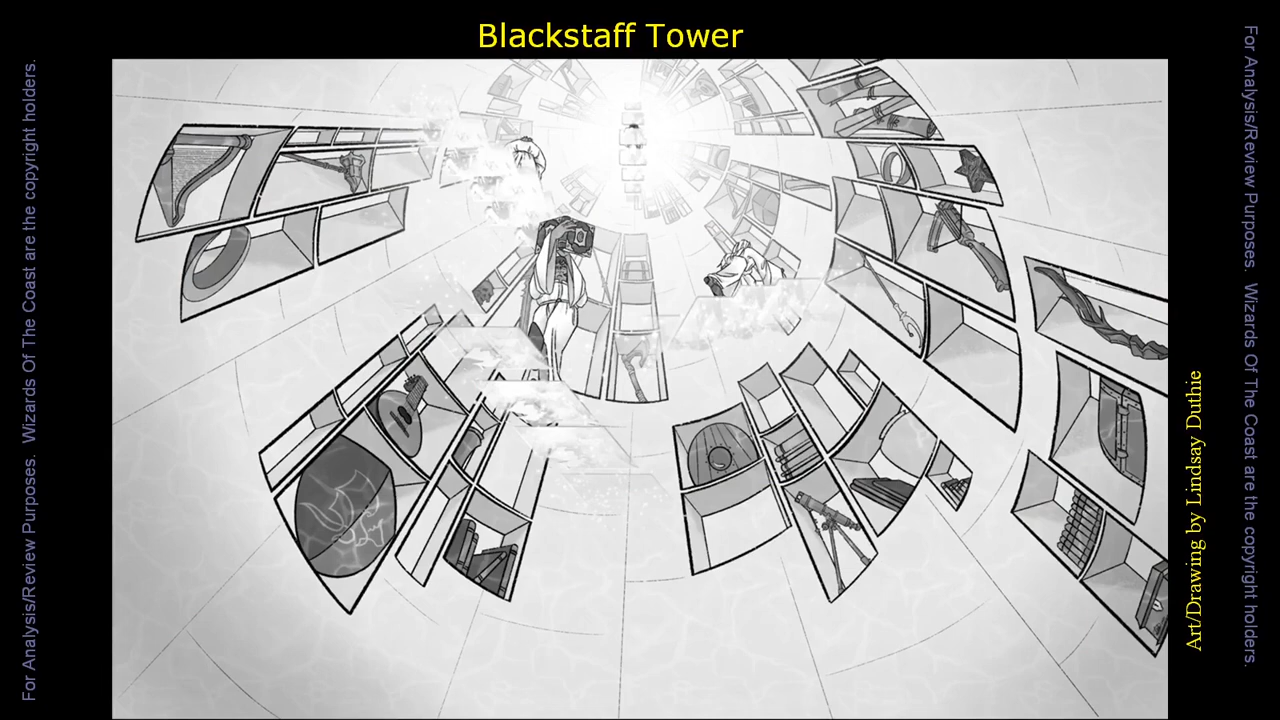 Blackstaff Tower
For Analysis/Review Purposes.  Wizards Of The Coast are the copyright holders.
Art/Drawing by Lindsay Duthie
For Analysis/Review Purposes.  Wizards Of The Coast are the copyright holders.